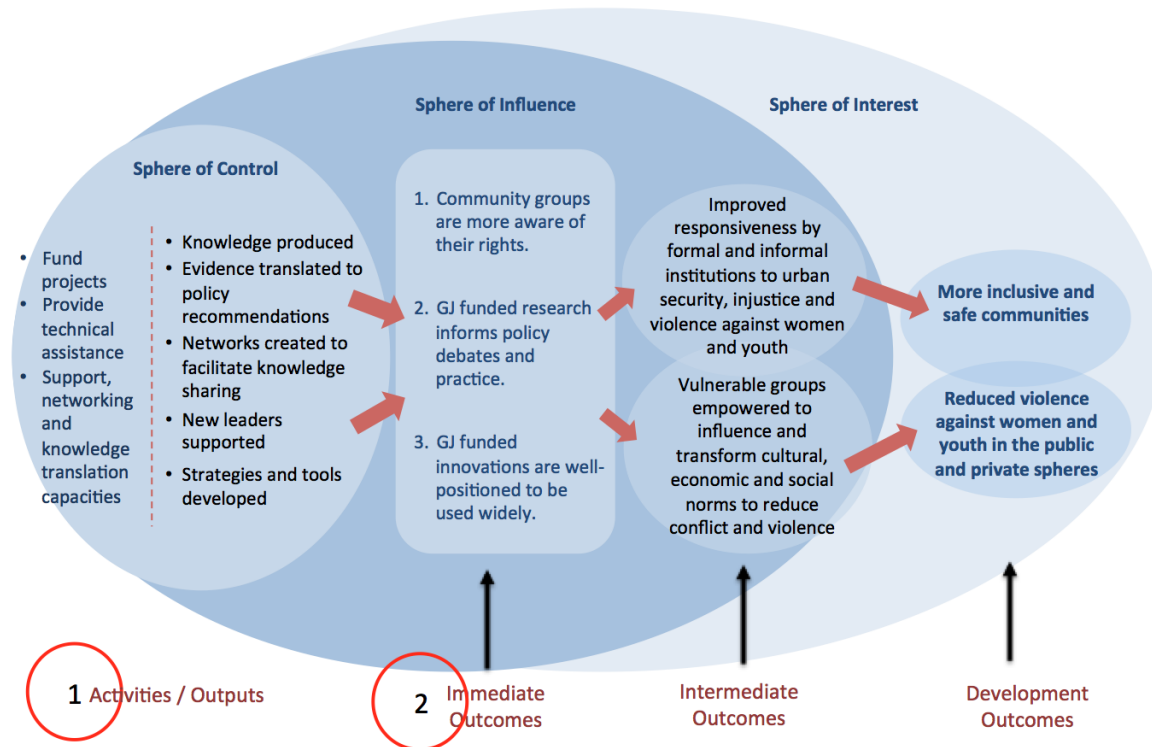 Sphere of Influence
Sphere of Interest
Sphere of Control
• Fund
projects
• Provide
technical
assistance
• Support,
networking
and
knowledge
translation
capacities
• Knowledge produced
• Evidence translated to
policy
recommendations
• Networks created to
facilitate knowledge
sharing
• New leaders
supported
• Strategies and tools
developed
1. Community groups
are more aware of
their rights.
2. GJ funded research
informs policy
debates and
practice.
3. GJ funded
innovations are well-
positioned to be
used widely.
Improved
responsiveness by
formal and informal
institutions to urban
security, injustice and
violence against women
and youth
Vulnerable groups
empowered to
influence and
transform cultural,
economic and social
norms to reduce
conflict and violence
More inclusive and
safe communities
Reduced violence
against women and
youth in the public
and private spheres
1 Activities / Outputs
2 Immediate
Outcomes
Intermediate
Outcomes
Development
Outcomes